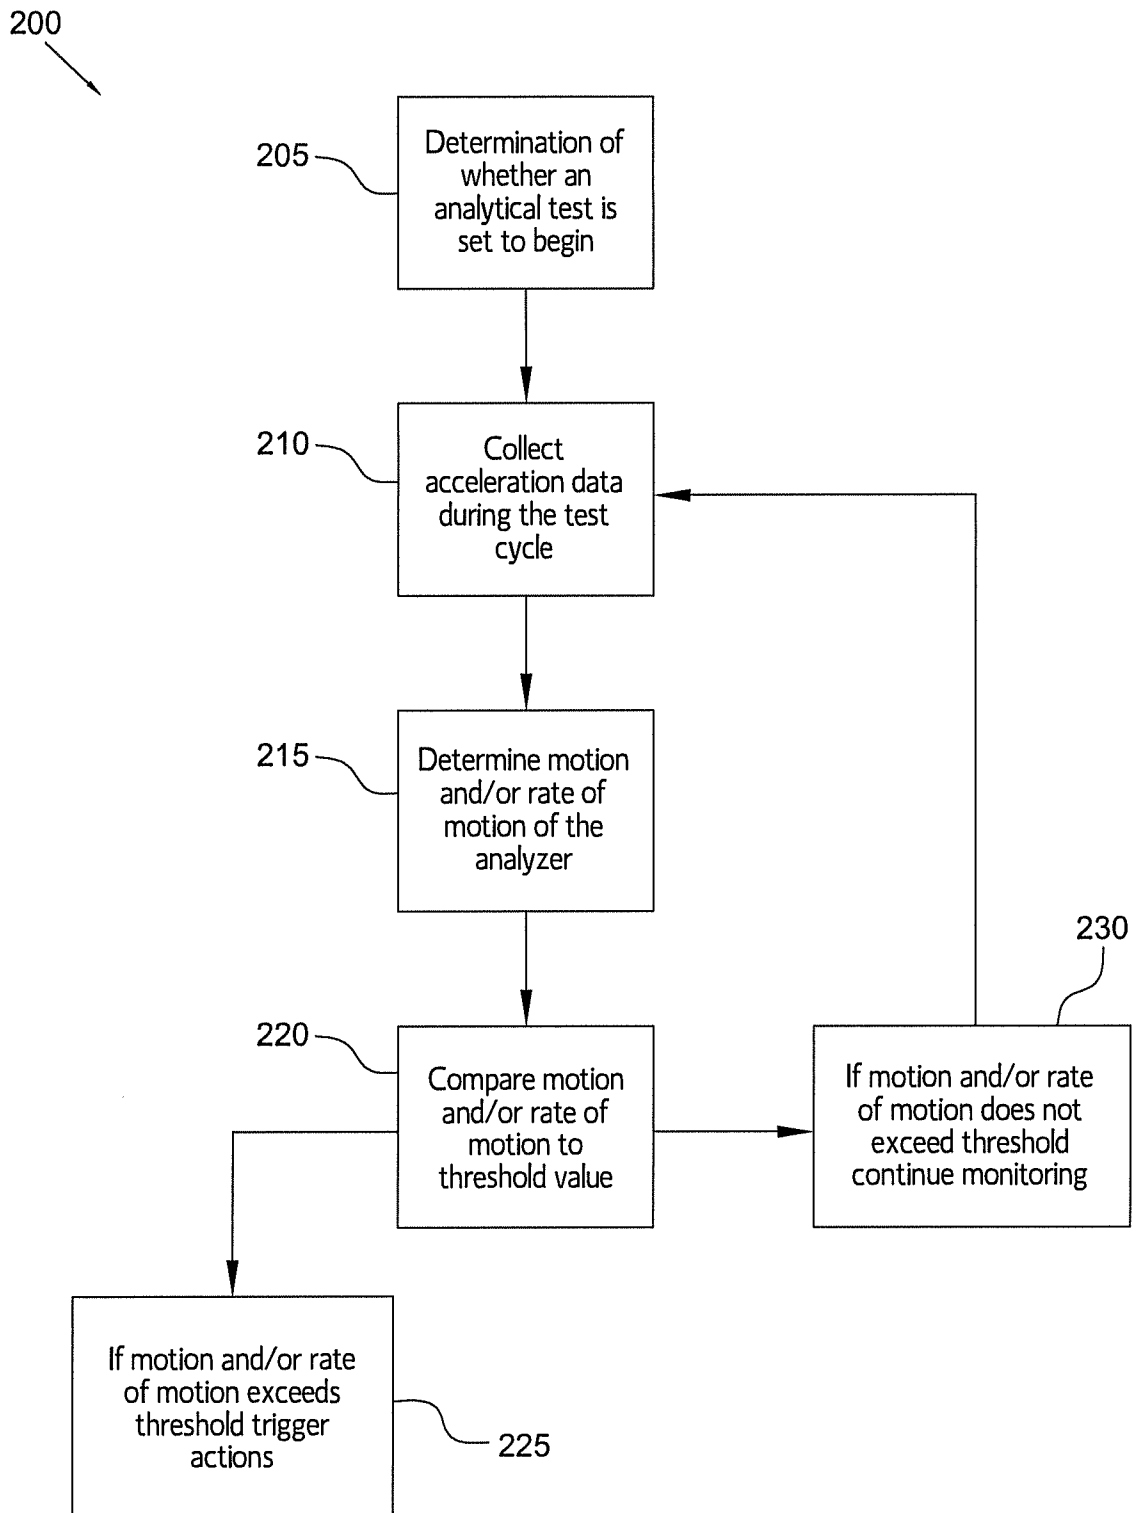 200
205
Determination of
whether an
analytical test is
set to begin
210
Collect
acceleration data
during the test
cycle
215
Determine motion
and/or rate of
motion of the
analyzer
220
Compare motion
and/or rate of
motion to
threshold value
230
If motion and/or rate
of motion does not
exceed threshold
continue monitoring
If motion and/or rate
of motion exceeds
threshold trigger
actions
225